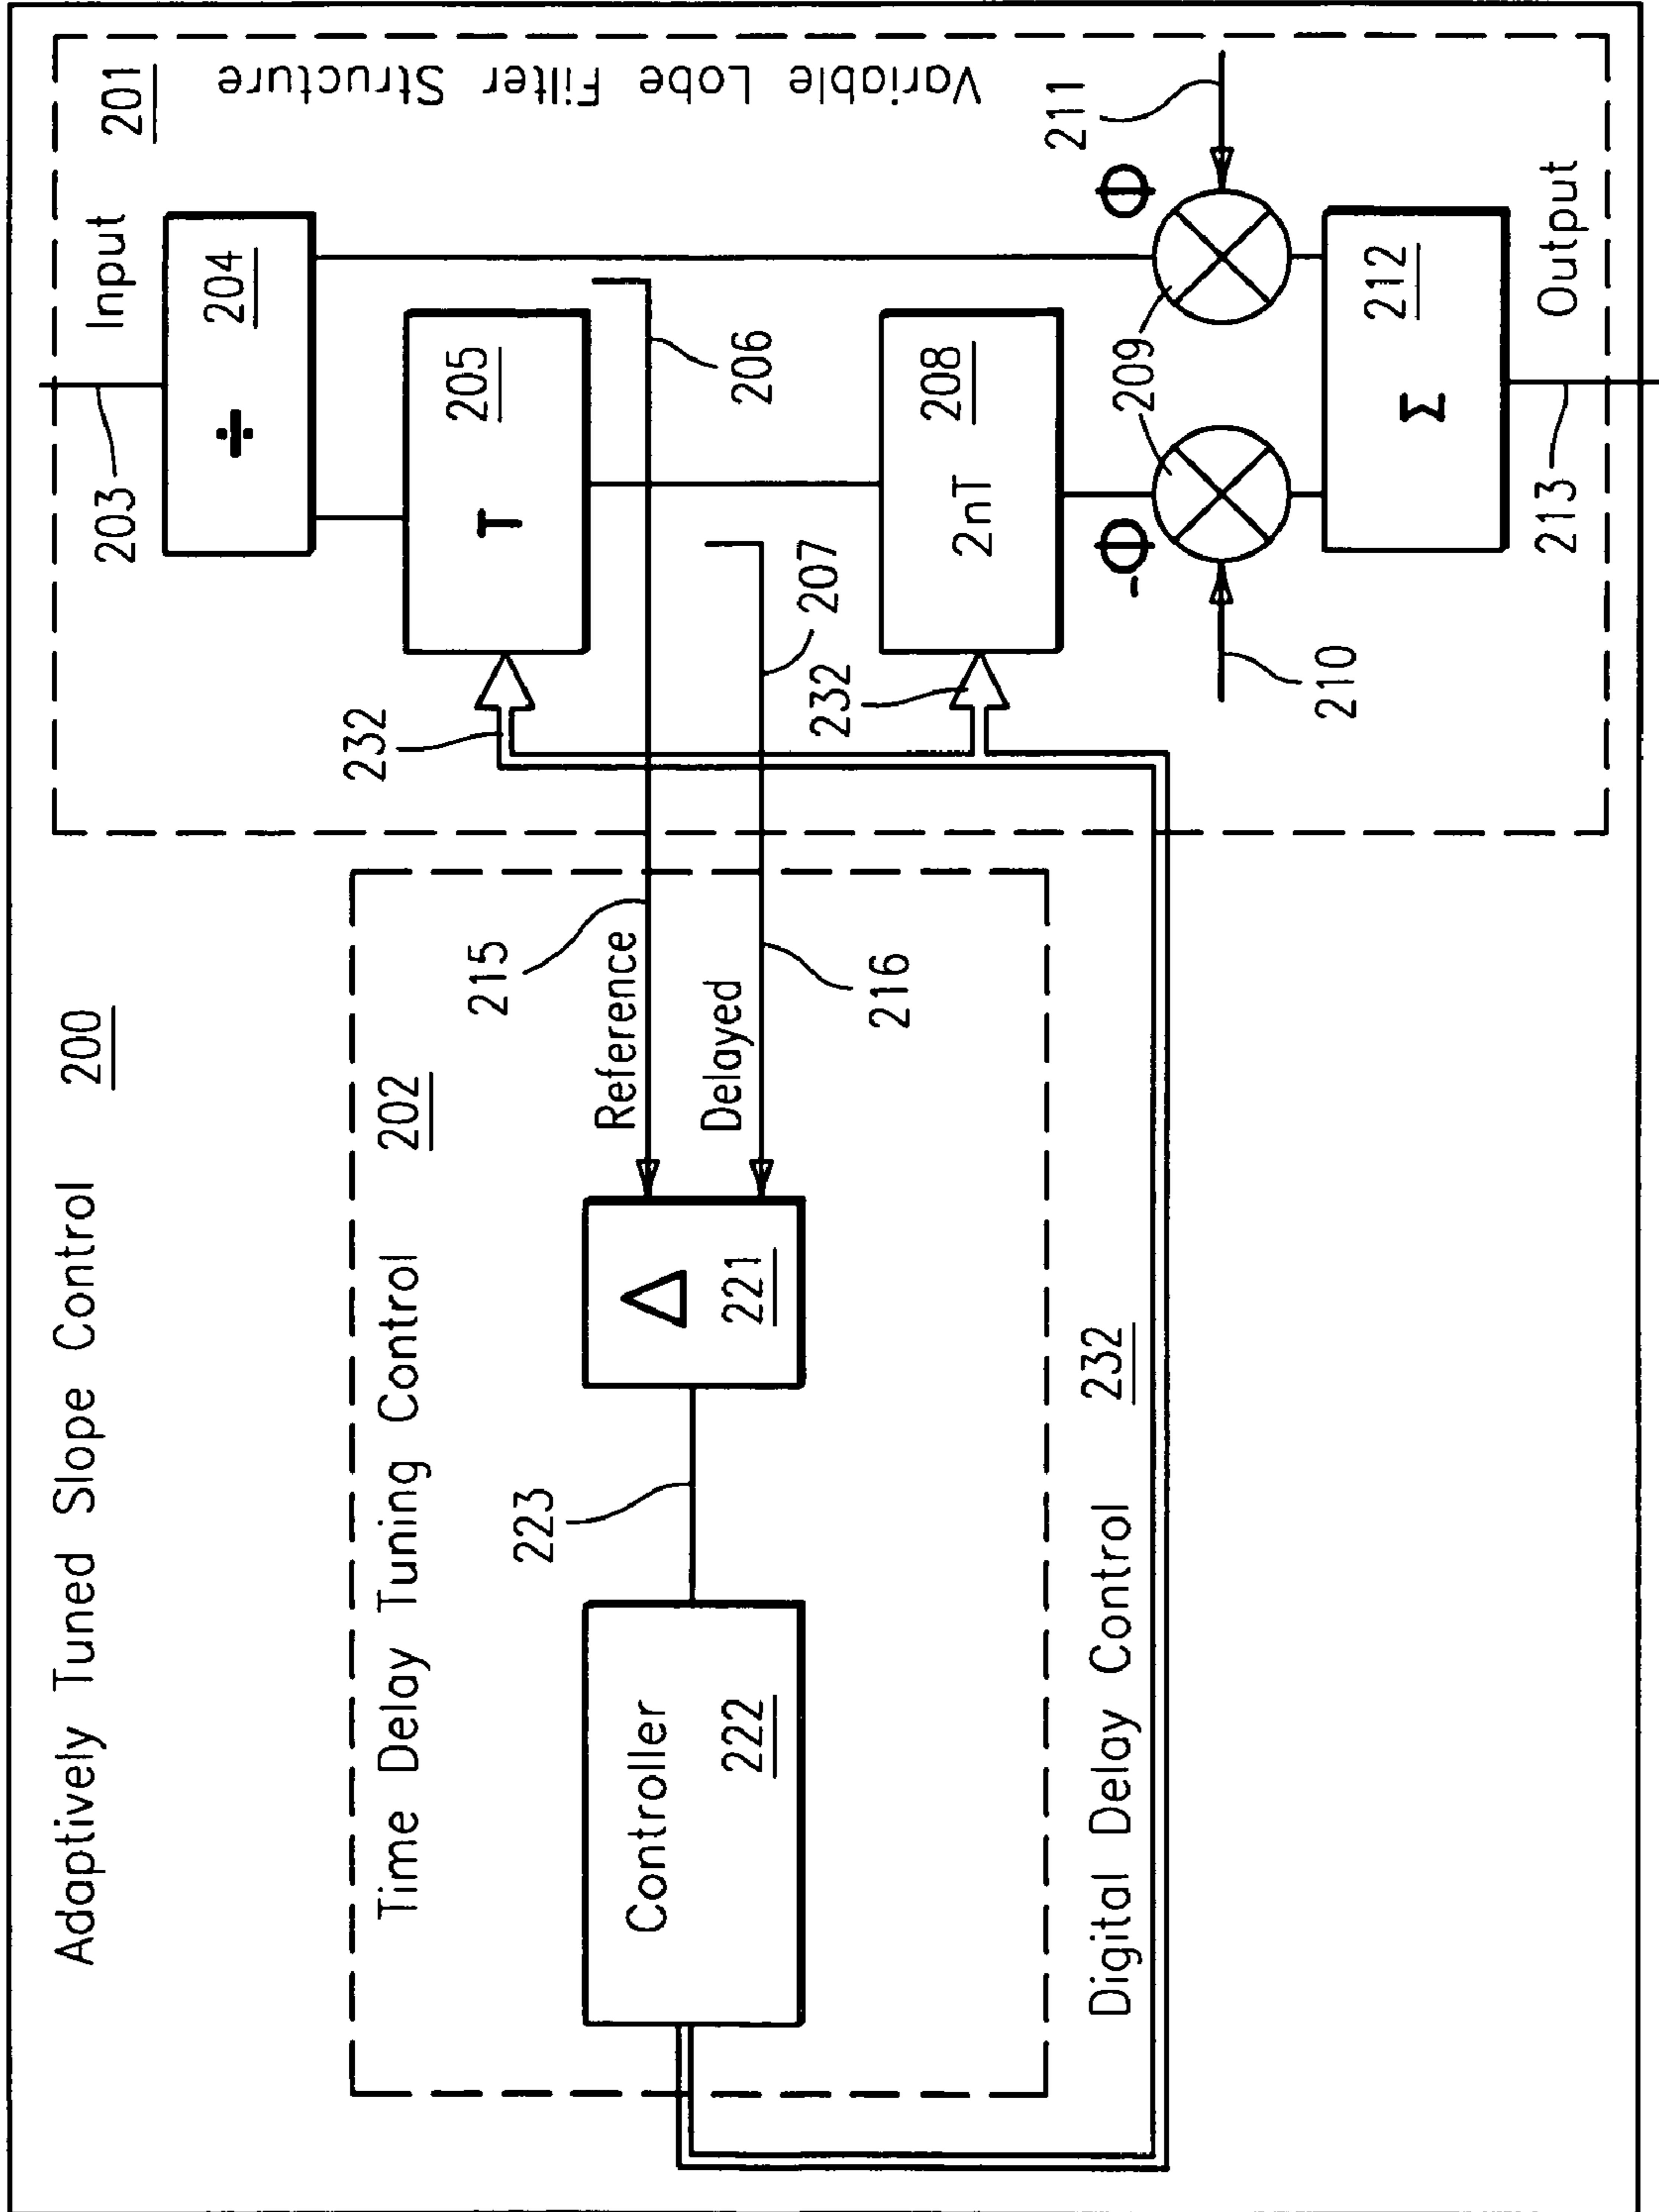 Adaptively Tuned Slope Control 200
Time Delay Tuning Control 202
Controller
222
223
Δ
221
Reference
215
Delayed
216
Digital Delay Control 232
201
Variable Lobe Filter Structure
Input
203
÷
204
T
205
206
207
232
232
2nT
208
-Φ
Φ
209
210
211
Σ
212
213
Output